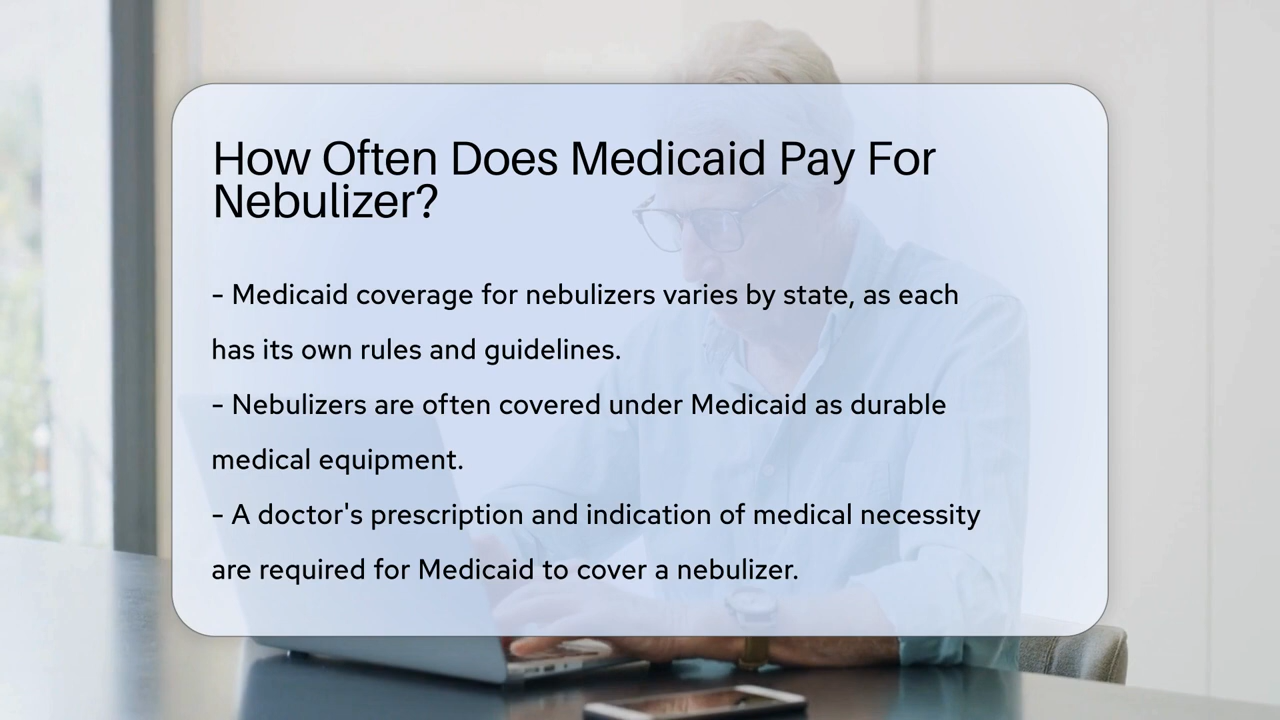 How Often Does Medicaid Pay For
Nebulizer?
- Medicaid coverage for nebulizers varies by state, as each
has its own rules and guidelines.
- Nebulizers are often covered under Medicaid as durable
medical equipment.
- A doctor's prescription and indication of medical necessity
are required for Medicaid to cover a nebulizer.